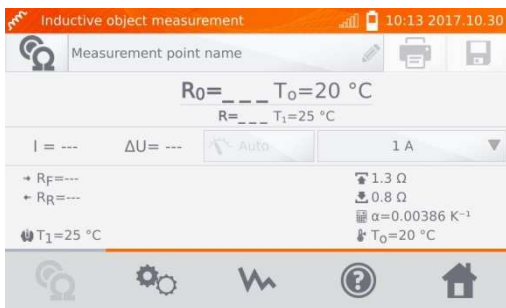 Inductive object measurement 10:13 2017.10.30
Measurement point name
R₀=_ _ _ T₀=20 °C
R=_ _ _ T₁=25 °C
I = --- ΔU= --- Auto 1 A
RF=---
RR=---
T₁=25 °C
1.3 Ω
0.8 Ω
α=0.00386 K⁻¹
T₀=20 °C